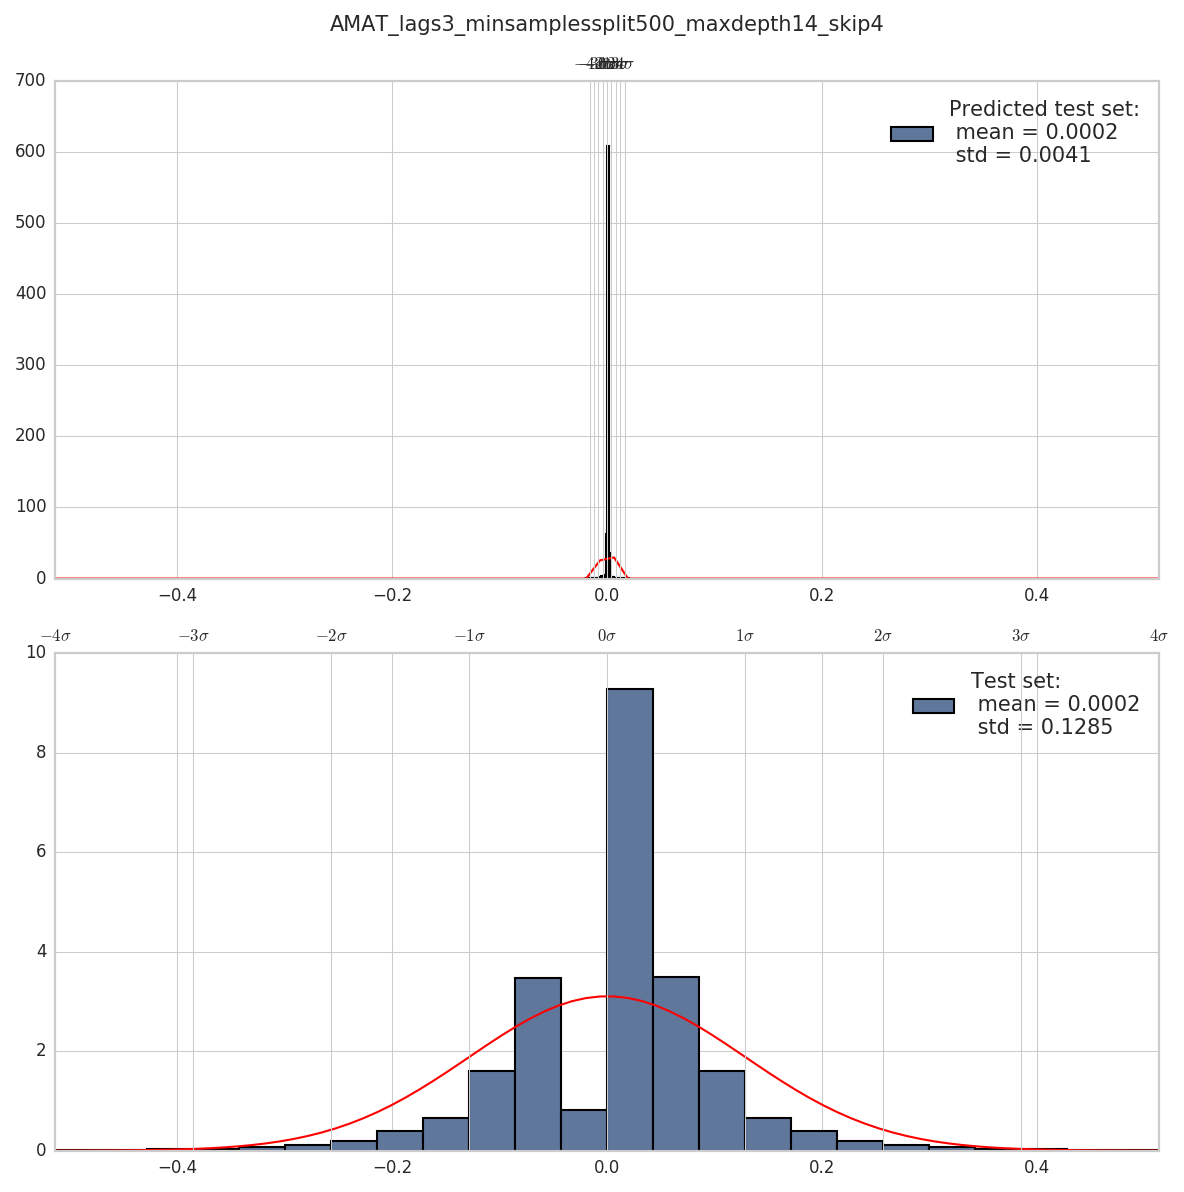 AMAT_lags3_minsamplessplit500_maxdepth14_skip4
700
600
500
400
300
200
100
0
Predicted test set:
mean = 0.0002
std = 0.0041
−0.4 −0.2 0.0 0.2 0.4
−4σ −3σ −2σ −1σ 0σ 1σ 2σ 3σ 4σ
10
8
6
4
2
0
Test set:
mean = 0.0002
std = 0.1285
−0.4 −0.2 0.0 0.2 0.4